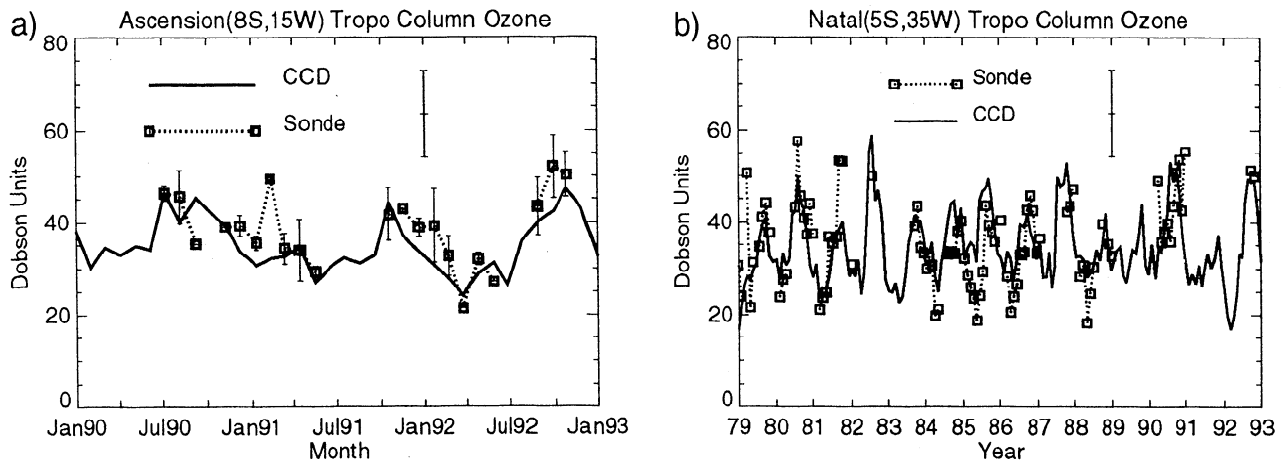 a)
Ascension(8S,15W) Tropo Column Ozone
80
60
40
20
0
Dobson Units
CCD
Sonde
Jan90 Jul90 Jan91 Jul91 Jan92 Jul92 Jan93
Month
b)
Natal(5S,35W) Tropo Column Ozone
80
60
40
20
0
Dobson Units
Sonde
CCD
79 80 81 82 83 84 85 86 87 88 89 90 91 92 93
Year